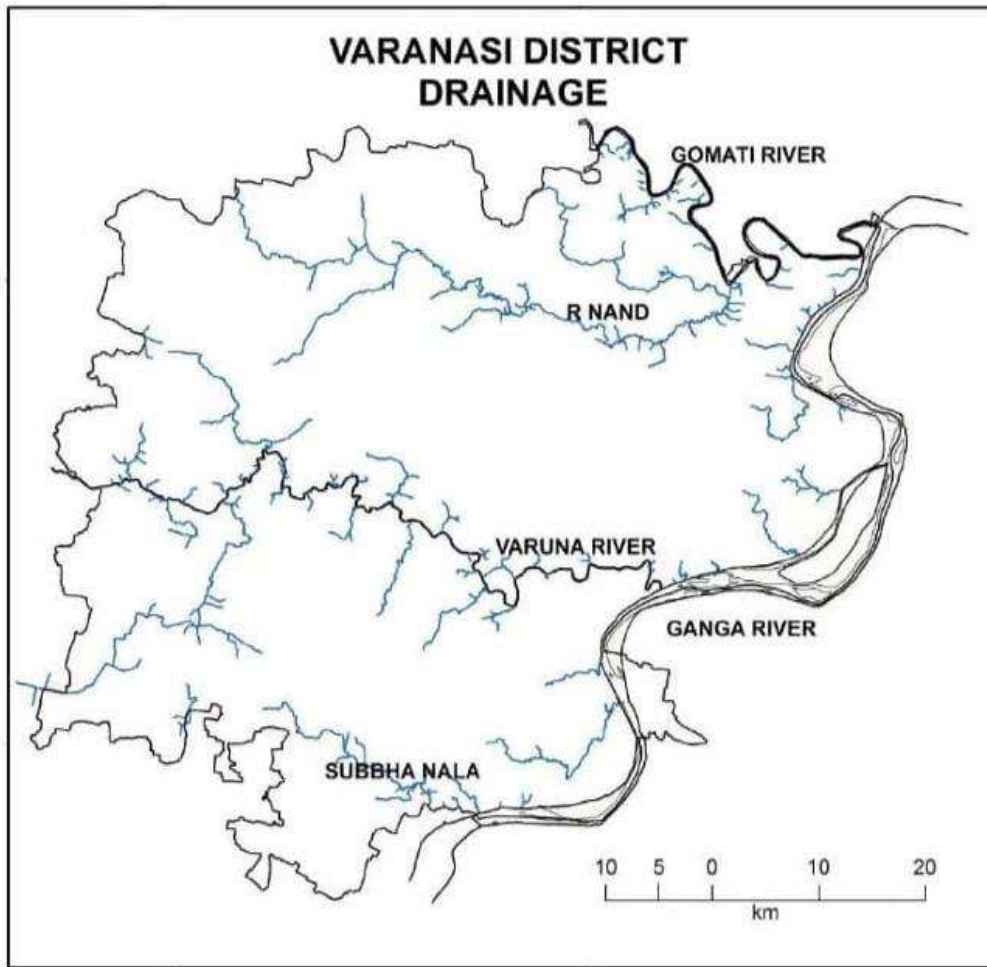 VARANASI DISTRICT
DRAINAGE
GOMATI RIVER
R NAND
VARUNA RIVER
GANGA RIVER
SUBBHA NALA
10 5 0 10 20
km